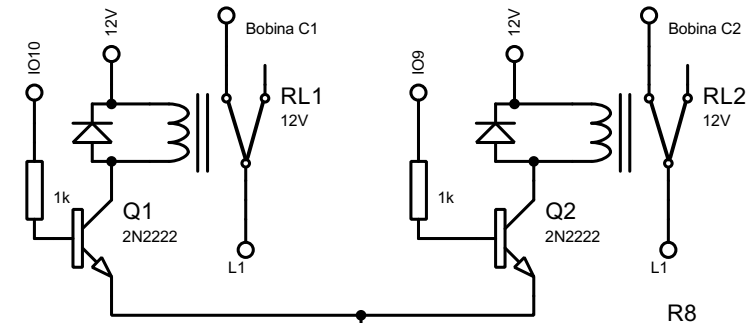 IO10
12V
Bobina C1
RL1
12V
1k
Q1
2N2222
L1
IO9
12V
Bobina C2
RL2
12V
1k
Q2
2N2222
L1
R8